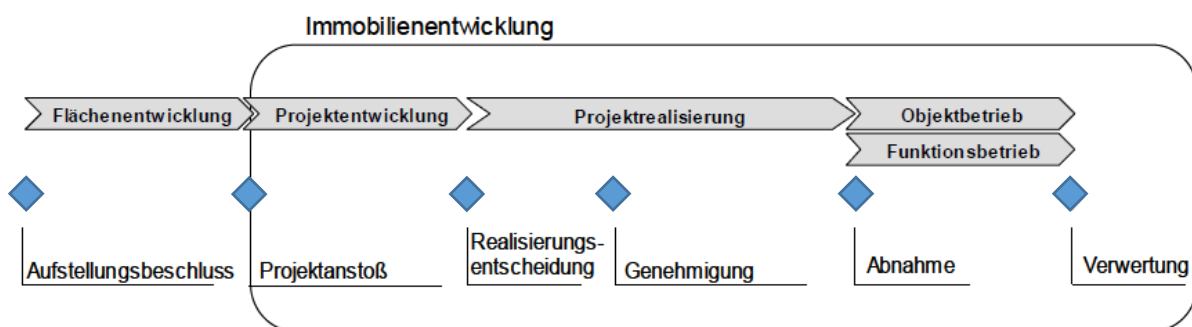 Immobilienentwicklung
Flächenentwicklung
Projektentwicklung
Projektrealisierung
Objektbetrieb
Funktionsbetrieb
Aufstellungsbeschluss
Projektanstoß
Realisierungs-
entscheidung
Genehmigung
Abnahme
Verwertung